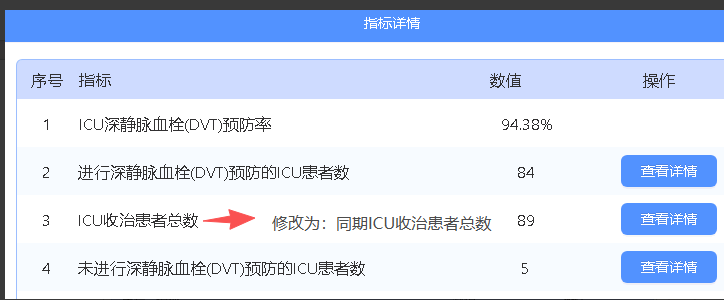 指标详情
序号 指标 数值 操作
1 ICU深静脉血栓(DVT)预防率 94.38%
2 进行深静脉血栓(DVT)预防的ICU患者数 84 查看详情
3 ICU收治患者总数 修改为：同期ICU收治患者总数 89 查看详情
4 未进行深静脉血栓(DVT)预防的ICU患者数 5 查看详情